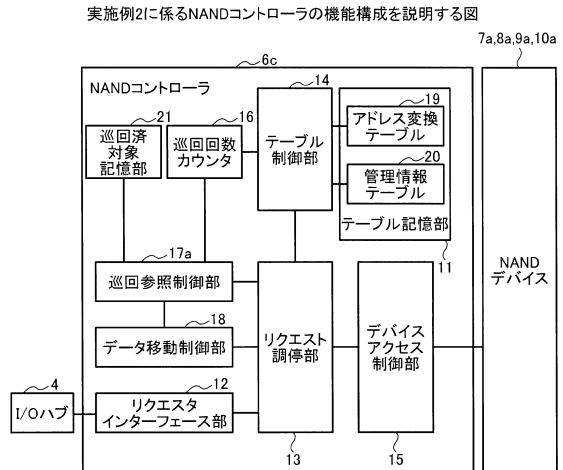 実施例2に係るNANDコントローラの機能構成を説明する図
7a,8a,9a,10a
6c
NANDコントローラ
21
巡回済
対象
記憶部
16
巡回回数
カウンタ
14
テーブル
制御部
19
アドレス変換
テーブル
20
管理情報
テーブル
テーブル記憶部
11
NAND
デバイス
17a
巡回参照制御部
18
データ移動制御部
リクエスト
調停部
13
デバイス
アクセス
制御部
15
4
I/Oハブ
12
リクエスタ
インターフェース部